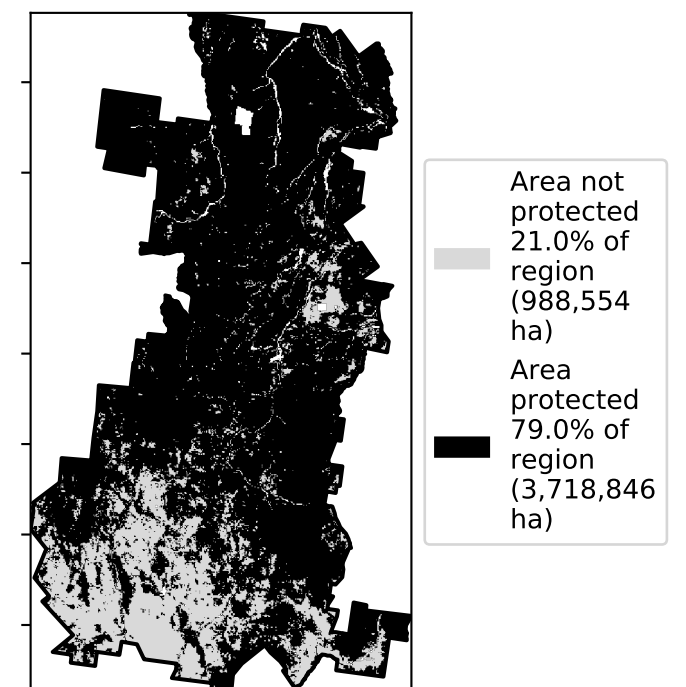 Area not
protected
21.0% of
region
(988,554
ha)
Area
protected
79.0% of
region
(3,718,846
ha)